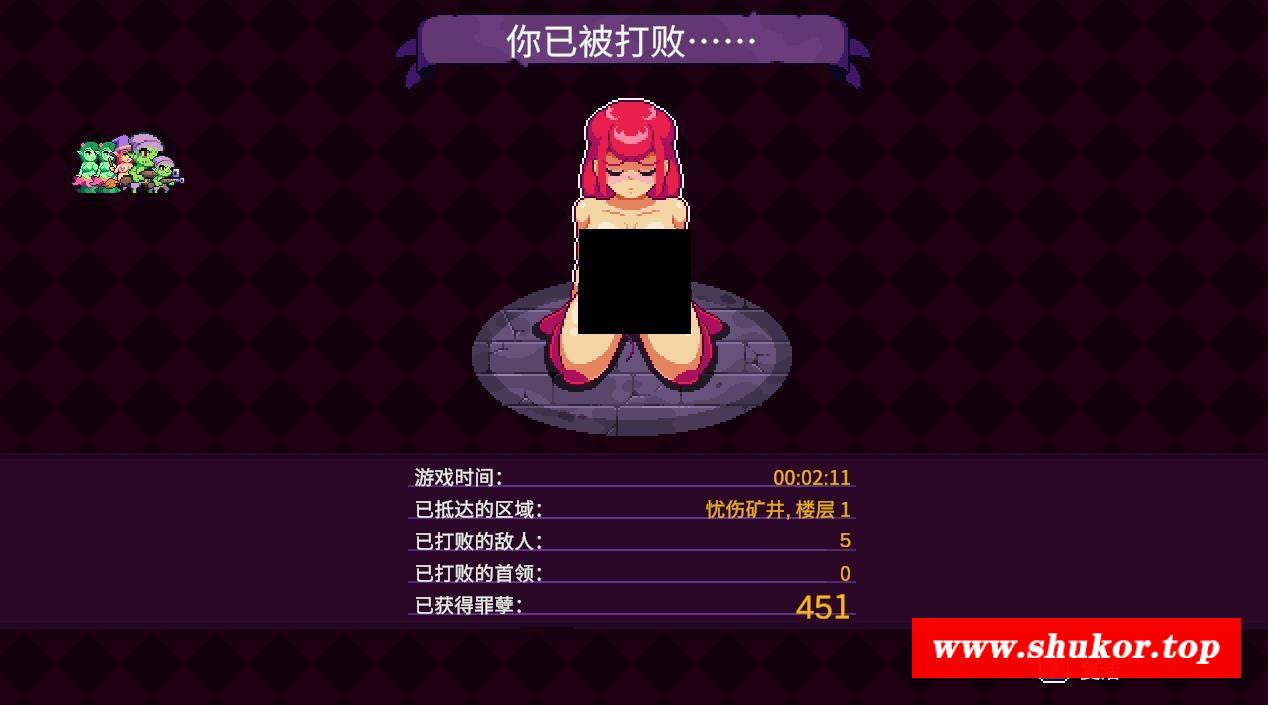 你已被打败……
游戏时间: 00:02:11
已抵达的区域: 忧伤矿井, 楼层 1
已打败的敌人: 5
已打败的首领: 0
已获得罪孽: 451
www.shukor.top